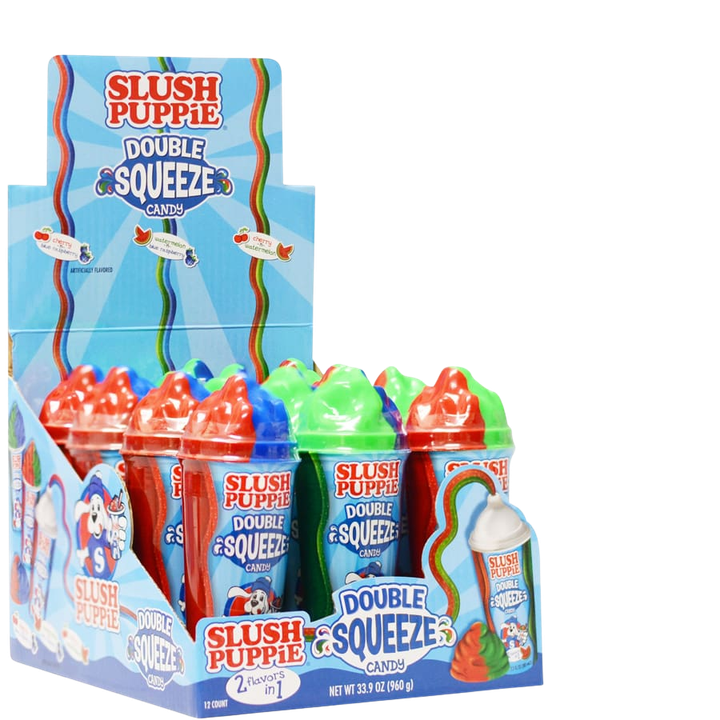 SLUSH
PUPPiE
DOUBLE
SQUEEZE
CANDY
cherry
blue raspberry
watermelon
blue raspberry
cherry
watermelon
ARTIFICIALLY FLAVORED
SLUSH
PUPPiE
DOUBLE
SQUEEZE
CANDY
SLUSH
PUPPiE
DOUBLE
SQUEEZE
CANDY
SLUSH
PUPPiE
DOUBLE
SQUEEZE
CANDY
S
SLUSH
PUPPiE
DOUBLE
SQUEEZE
CANDY
SLUSH
PUPPiE
2 flavors
in 1
12 COUNT
DOUBLE
SQUEEZE
CANDY
NET WT 33.9 OZ (960 g)